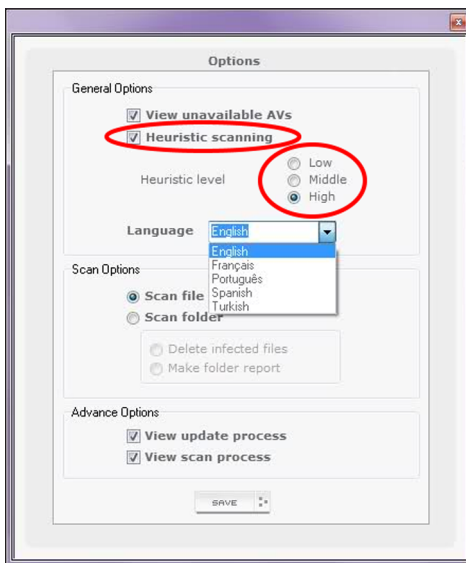 Options
General Options
View unavailable AVs
Heuristic scanning
Low
Heuristic level
Middle
High
Language English
English
Français
Português
Spanish
Turkish
Scan Options
Scan file
Scan folder
Delete infected files
Make folder report
Advance Options
View update process
View scan process
SAVE